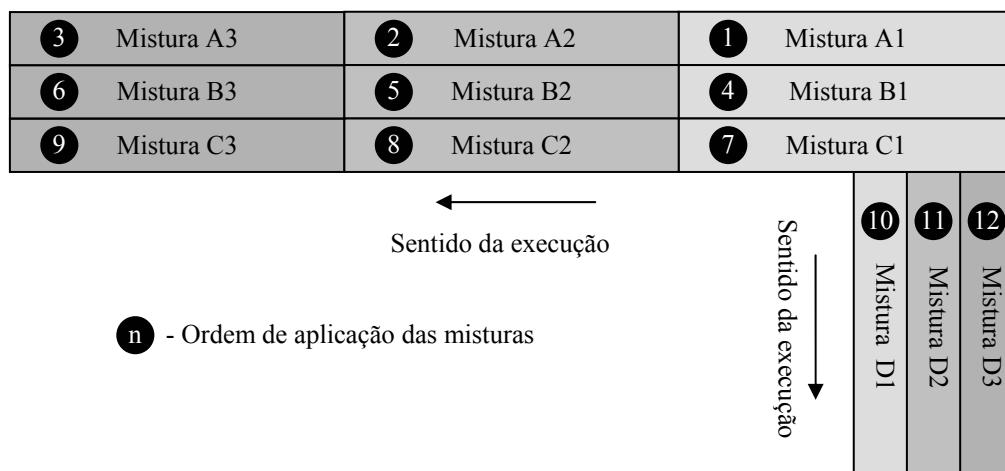 3 Mistura A3 2 Mistura A2 1 Mistura A1
6 Mistura B3 5 Mistura B2 4 Mistura B1
9 Mistura C3 8 Mistura C2 7 Mistura C1
Sentido da execução
Sentido da execução
10 Mistura D1
11 Mistura D2
12 Mistura D3
n - Ordem de aplicação das misturas